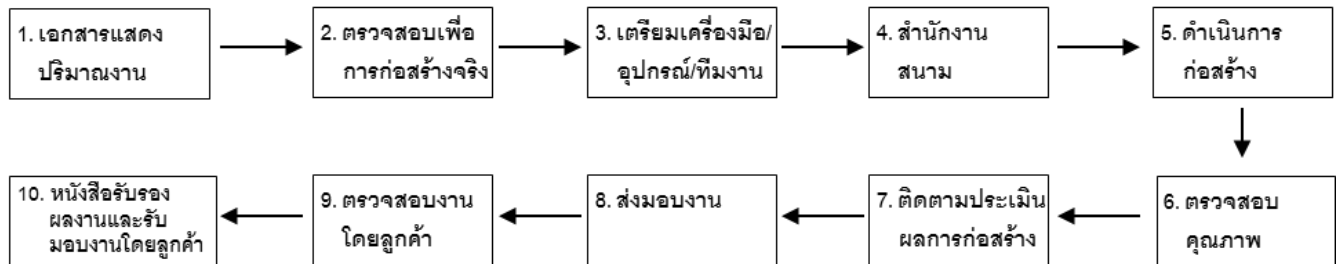 1. เอกสารแสดง
ปริมาณงาน
2. ตรวจสอบเพื่อ
การก่อสร้างจริง
3. เตรียมเครื่องมือ/
อุปกรณ์/ทีมงาน
4. สำนักงาน
สนาม
5. ดำเนินการ
ก่อสร้าง
6. ตรวจสอบ
คุณภาพ
7. ติดตามประเมิน
ผลการก่อสร้าง
8. ส่งมอบงาน
9. ตรวจสอบงาน
โดยลูกค้า
10. หนังสือรับรอง
ผลงานและรับ
มอบงานโดยลูกค้า